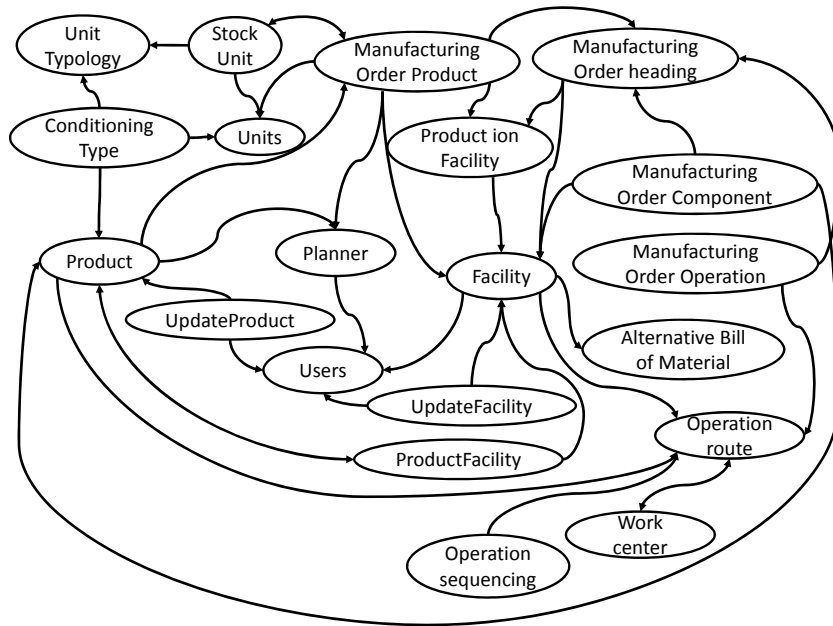 Unit
Typology
Stock
Unit
Manufacturing
Order Product
Manufacturing
Order heading
Conditioning
Type
Units
Product ion
Facility
Manufacturing
Order Component
Product
Planner
Facility
Manufacturing
Order Operation
UpdateProduct
Users
Alternative Bill
of Material
UpdateFacility
ProductFacility
Operation
route
Operation
sequencing
Work
center